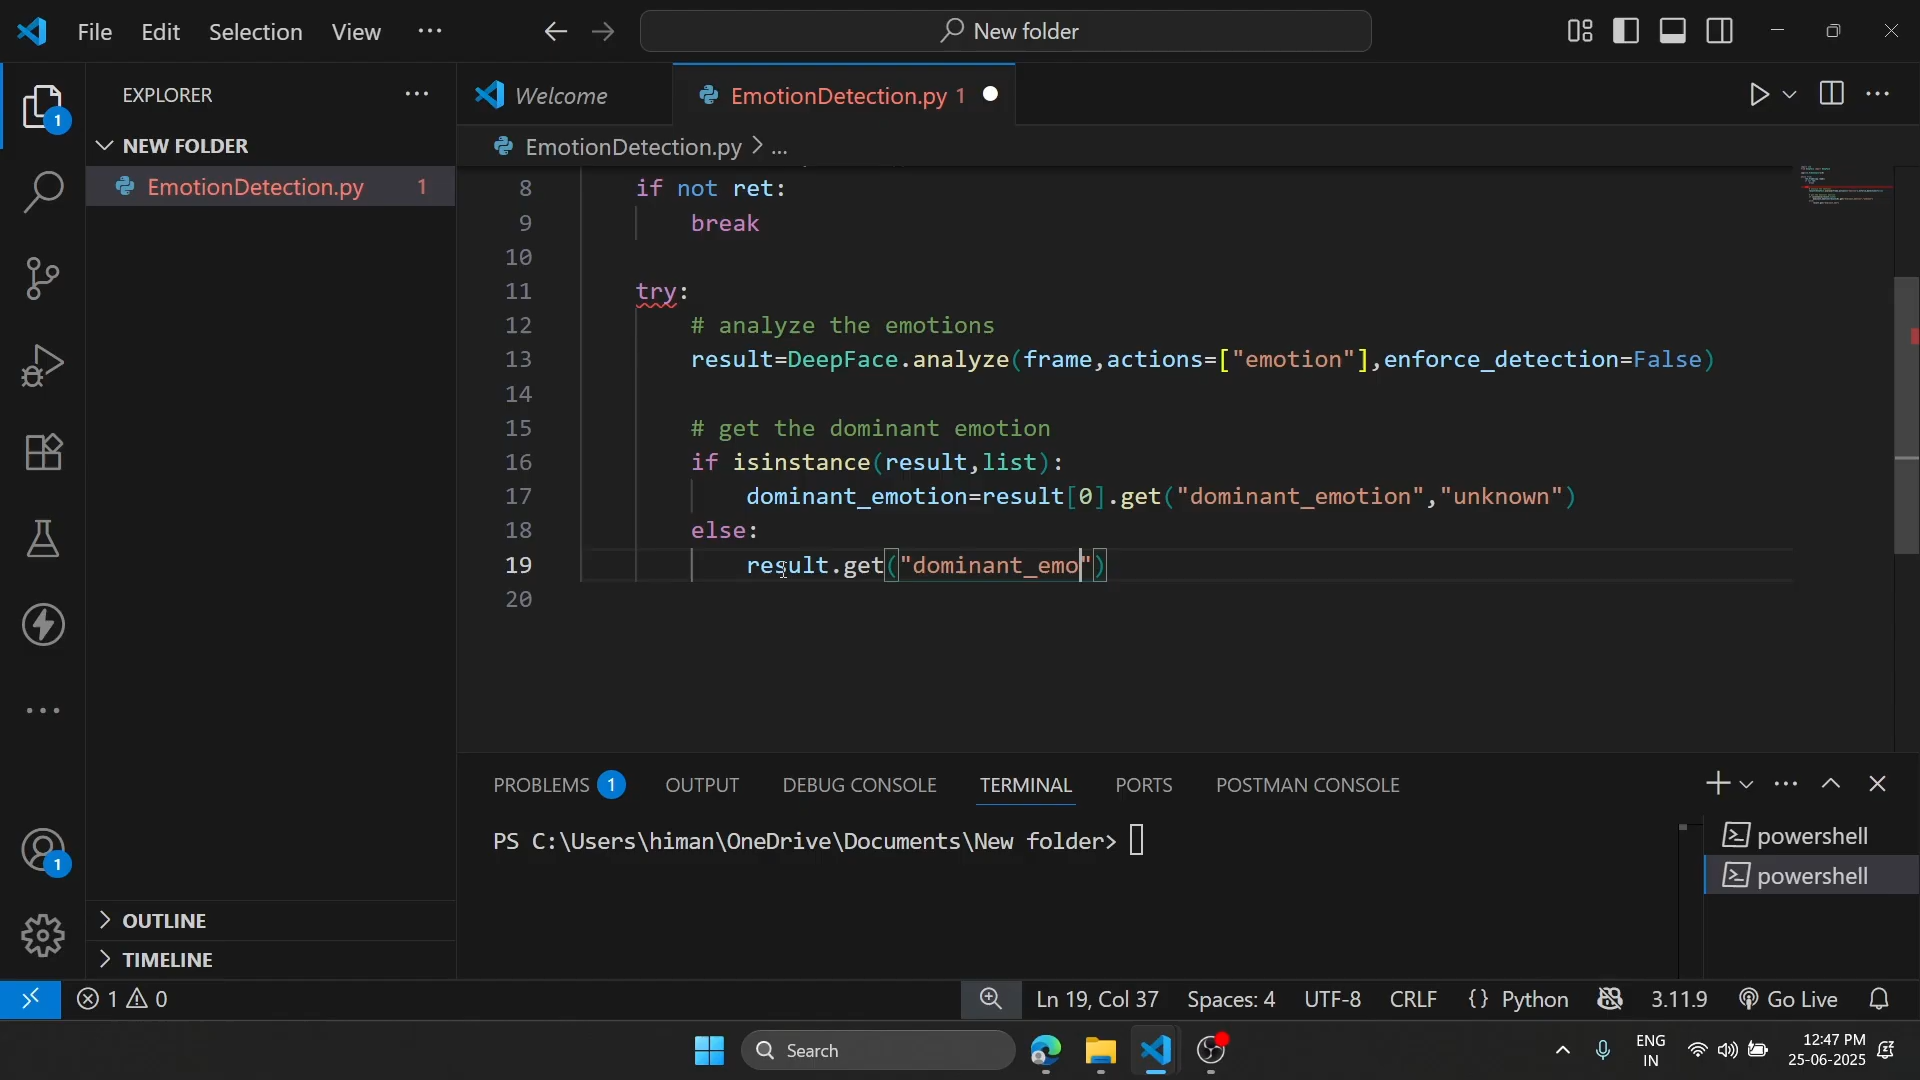 File Edit Selection View ··· New folder
EXPLORER ···
Welcome
EmotionDetection.py 1
NEW FOLDER
EmotionDetection.py > ...
EmotionDetection.py 1
8 if not ret:
9 break
10
11 try:
12 # analyze the emotions
13 result=DeepFace.analyze(frame,actions=["emotion"],enforce_detection=False)
14
15 # get the dominant emotion
16 if isinstance(result,list):
17 dominant_emotion=result[0].get("dominant_emotion","unknown")
18 else:
19 result.get("dominant_emo")
20
PROBLEMS 1 OUTPUT DEBUG CONSOLE TERMINAL PORTS POSTMAN CONSOLE
PS C:\Users\himan\OneDrive\Documents\New folder>
powershell
powershell
1
1
OUTLINE
TIMELINE
1 0 Ln 19, Col 37 Spaces: 4 UTF-8 CRLF {} Python 3.11.9 Go Live
Search
ENG
IN
12:47 PM
25-06-2025